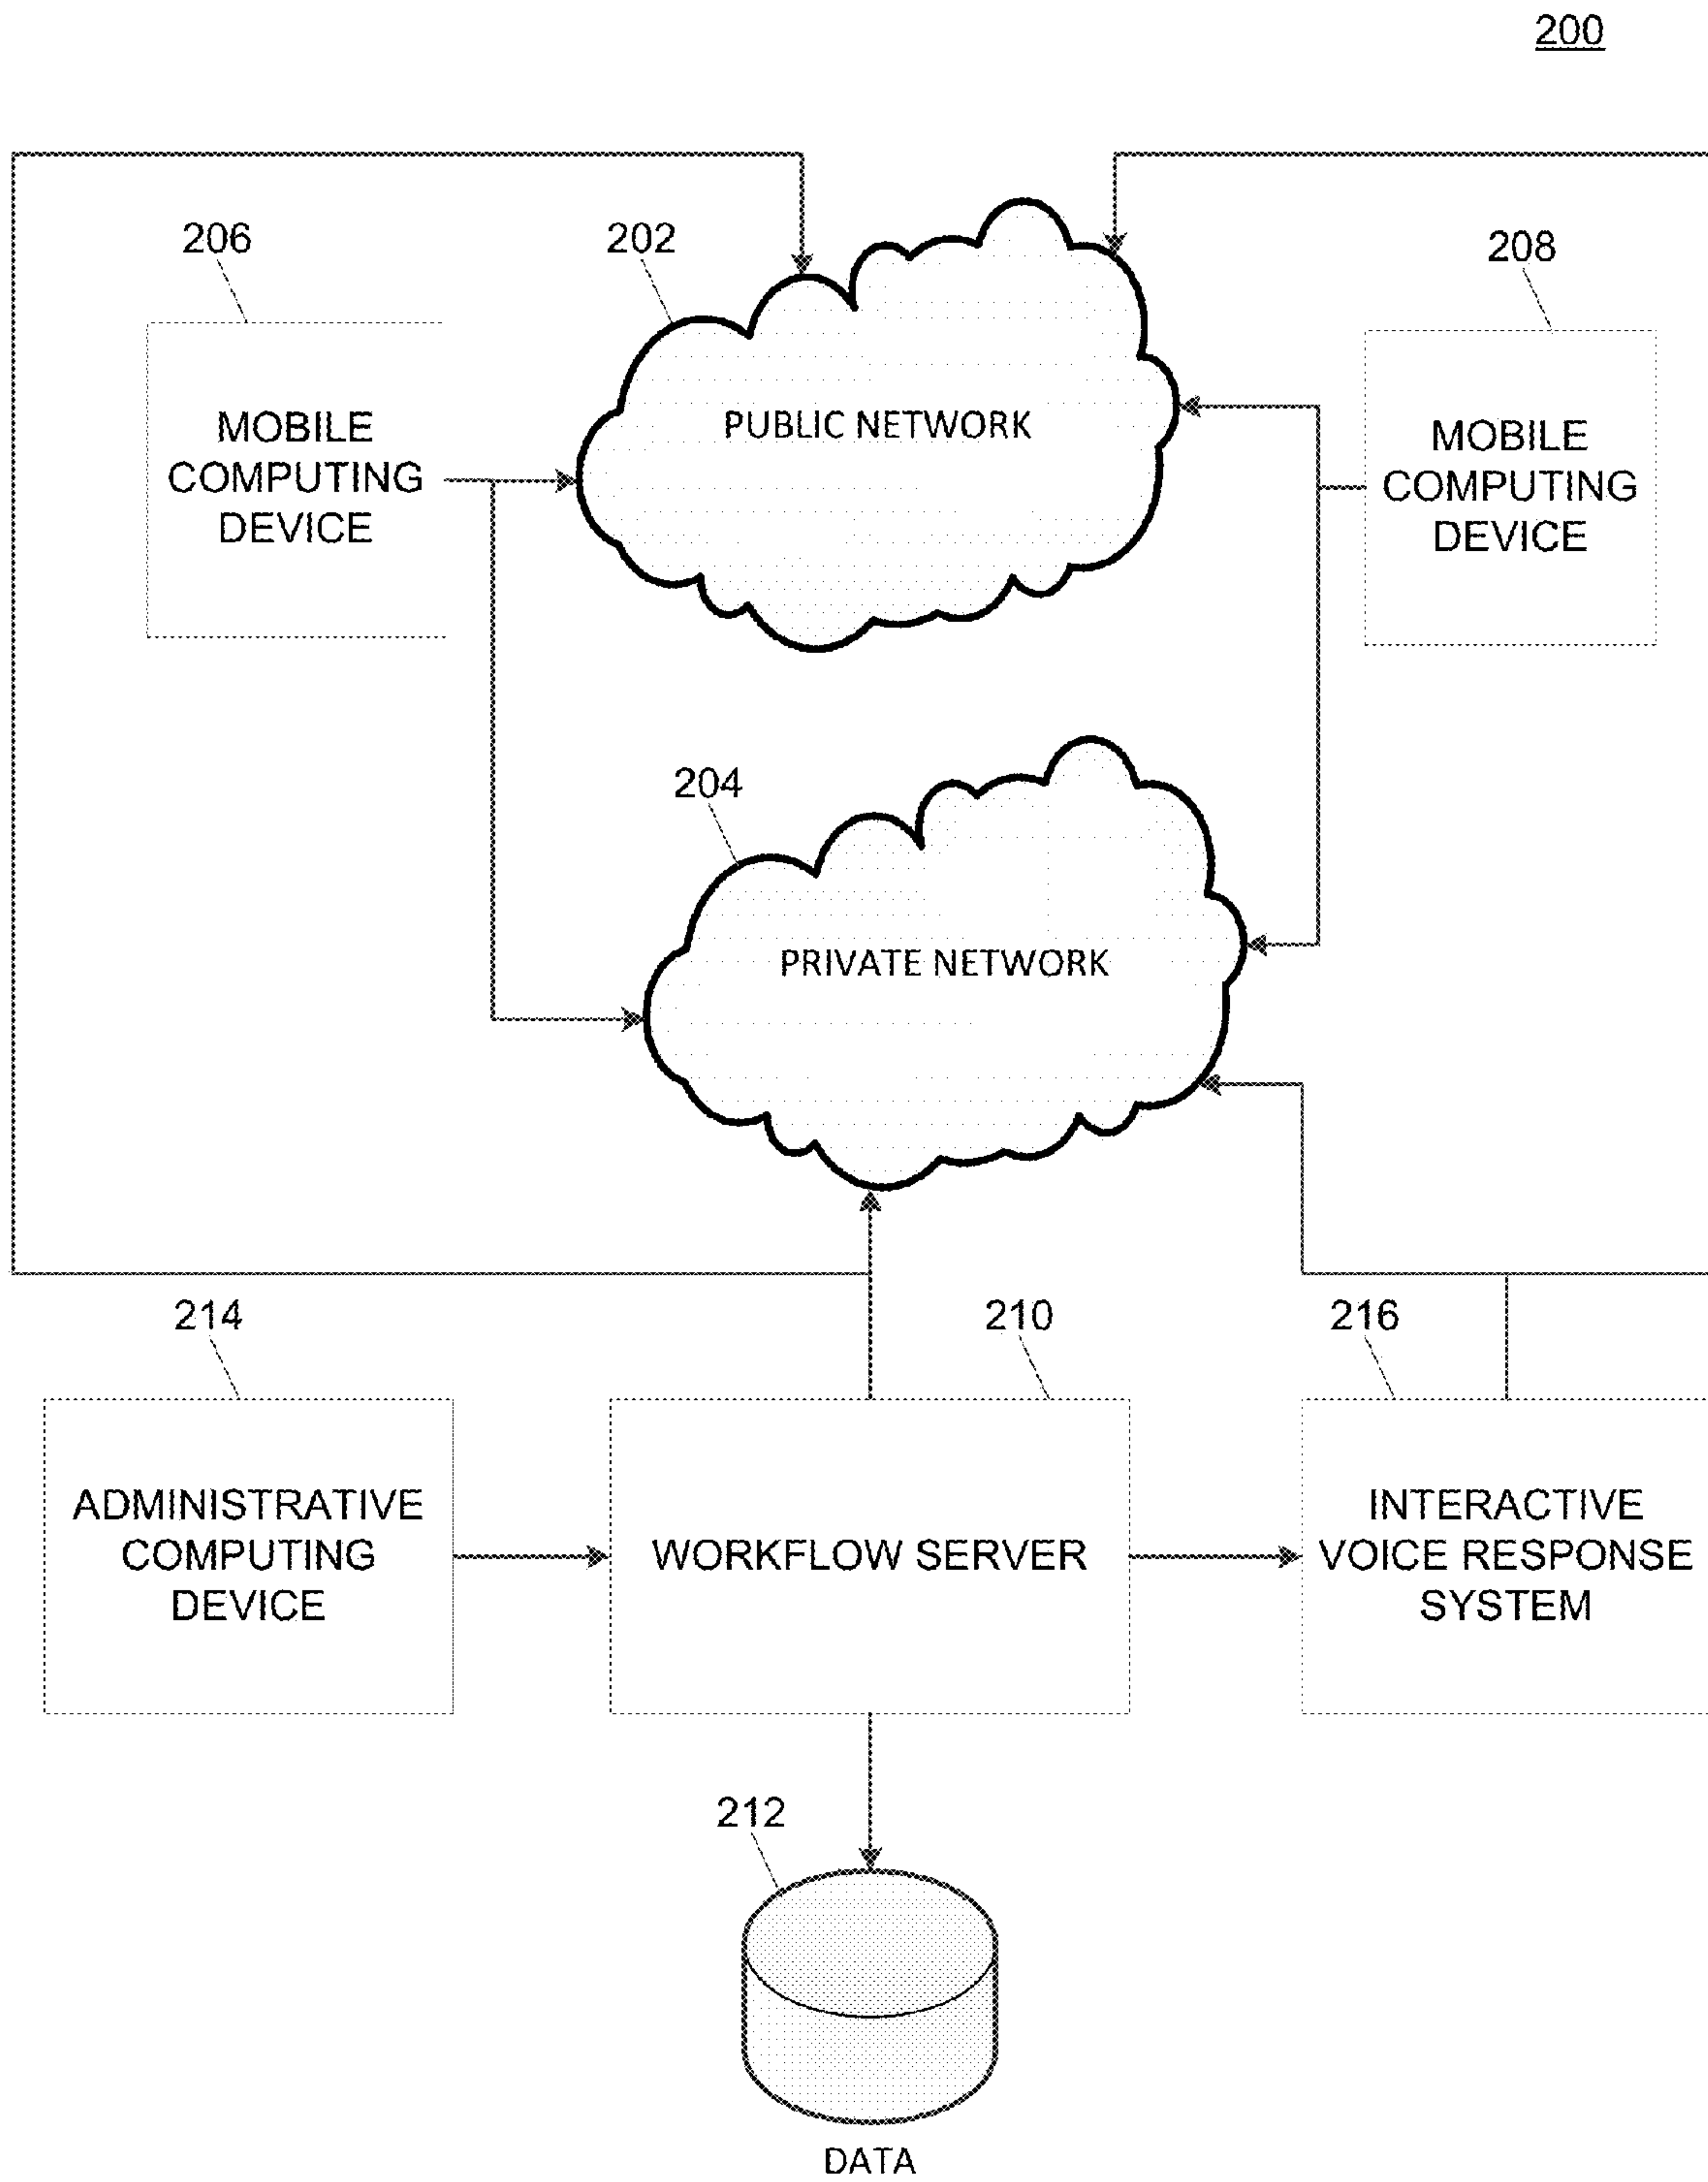 200
206
202
208
MOBILE
COMPUTING
DEVICE
PUBLIC NETWORK
MOBILE
COMPUTING
DEVICE
204
PRIVATE NETWORK
214
210
216
ADMINISTRATIVE
COMPUTING
DEVICE
WORKFLOW SERVER
INTERACTIVE
VOICE RESPONSE
SYSTEM
212
DATA